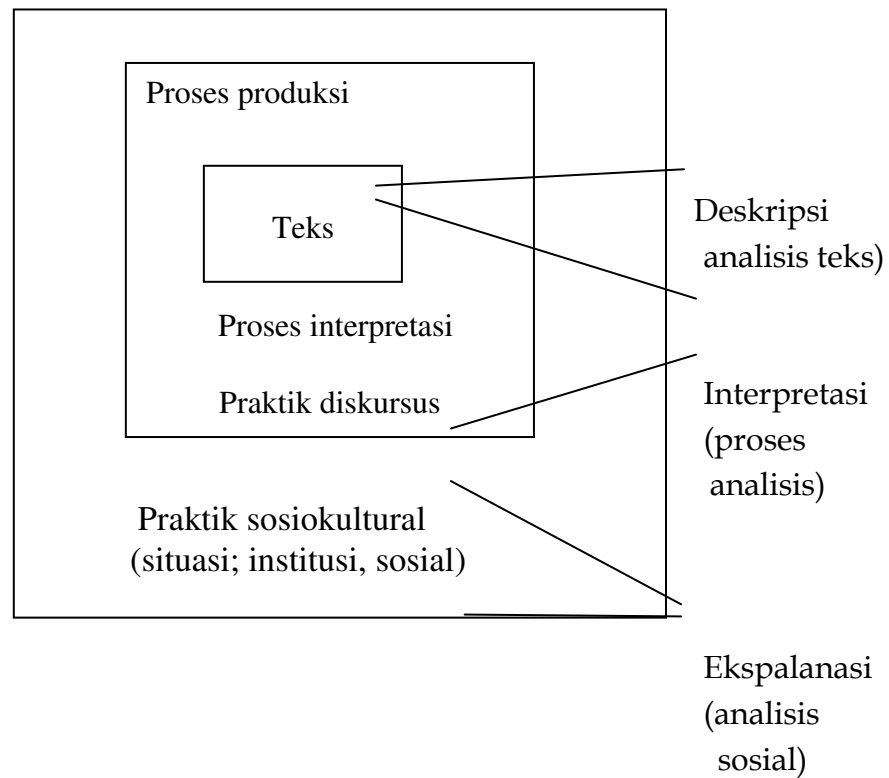 Proses produksi
Teks
Proses interpretasi
Praktik diskursus
Praktik sosiokultural
(situasi; institusi, sosial)
Deskripsi
analisis teks)
Interpretasi
(proses
analisis)
Ekspalanasi
(analisis
sosial)